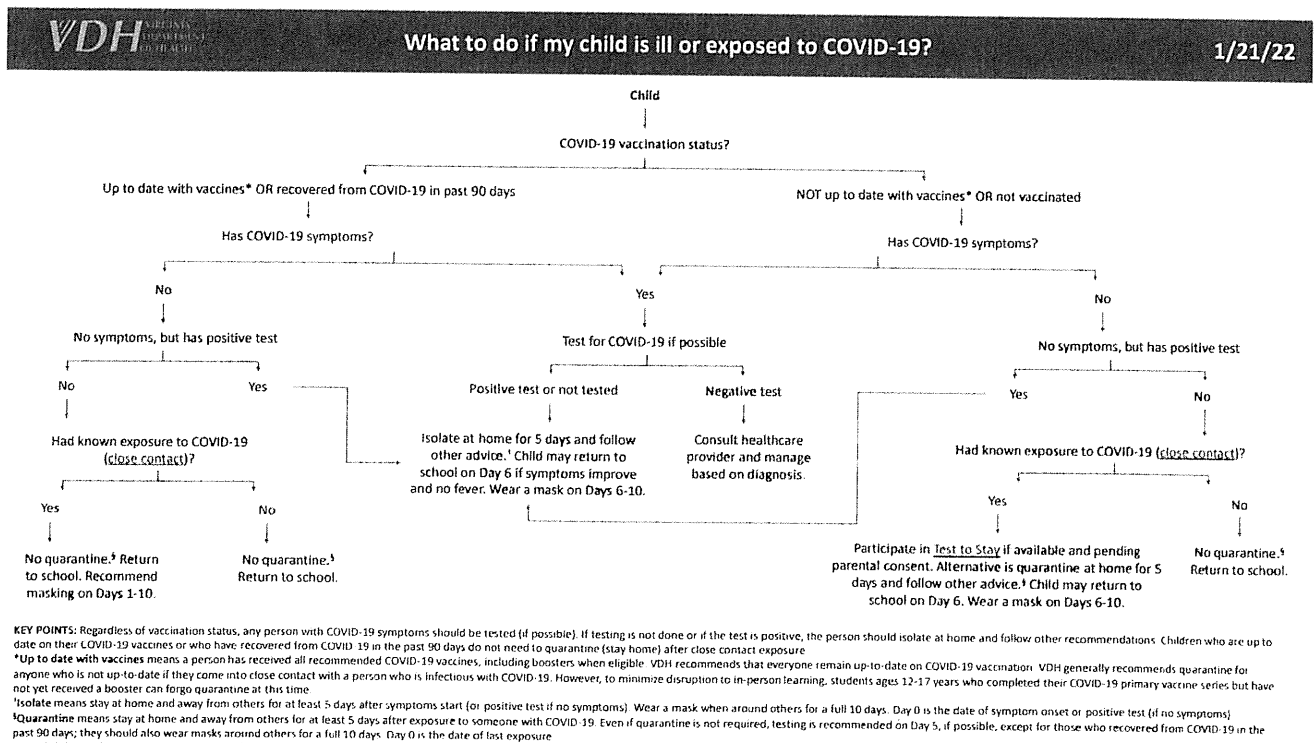 VDH VIRGINIA DEPARTMENT OF HEALTH
What to do if my child is ill or exposed to COVID-19?
1/21/22
Child
COVID-19 vaccination status?
Up to date with vaccines* OR recovered from COVID-19 in past 90 days
NOT up to date with vaccines* OR not vaccinated
Has COVID-19 symptoms?
Has COVID-19 symptoms?
No
Yes
No
No symptoms, but has positive test
Test for COVID-19 if possible
No symptoms, but has positive test
No
Yes
Positive test or not tested
Negative test
Yes
No
Had known exposure to COVID-19
(close contact)?
Isolate at home for 5 days and follow
other advice.† Child may return to
school on Day 6 if symptoms improve
and no fever. Wear a mask on Days 6-10.
Consult healthcare
provider and manage
based on diagnosis.
Had known exposure to COVID-19 (close contact)?
Yes
No
Yes
No
No quarantine.§ Return
to school. Recommend
masking on Days 1-10.
No quarantine.§
Return to school.
Participate in Test to Stay if available and pending
parental consent. Alternative is quarantine at home for 5
days and follow other advice.§ Child may return to
school on Day 6. Wear a mask on Days 6-10.
No quarantine.§
Return to school.
KEY POINTS: Regardless of vaccination status, any person with COVID-19 symptoms should be tested (if possible). If testing is not done or if the test is positive, the person should isolate at home and follow other recommendations. Children who are up to
date on their COVID-19 vaccines or who have recovered from COVID-19 in the past 90 days do not need to quarantine (stay home) after close contact exposure
*Up to date with vaccines means a person has received all recommended COVID-19 vaccines, including boosters when eligible. VDH recommends that everyone remain up-to-date on COVID-19 vaccination. VDH generally recommends quarantine for
anyone who is not up-to-date if they come into close contact with a person who is infectious with COVID-19. However, to minimize disruption to in-person learning, students ages 12-17 years who completed their COVID-19 primary vaccine series but have
not yet received a booster can forgo quarantine at this time
†Isolate means stay at home and away from others for at least 5 days after symptoms start (or positive test if no symptoms). Wear a mask when around others for a full 10 days. Day 0 is the date of symptom onset or positive test (if no symptoms)
§Quarantine means stay at home and away from others for at least 5 days after exposure to someone with COVID-19. Even if quarantine is not required, testing is recommended on Day 5, if possible, except for those who recovered from COVID-19 in the
past 90 days; they should also wear masks around others for a full 10 days. Day 0 is the date of last exposure